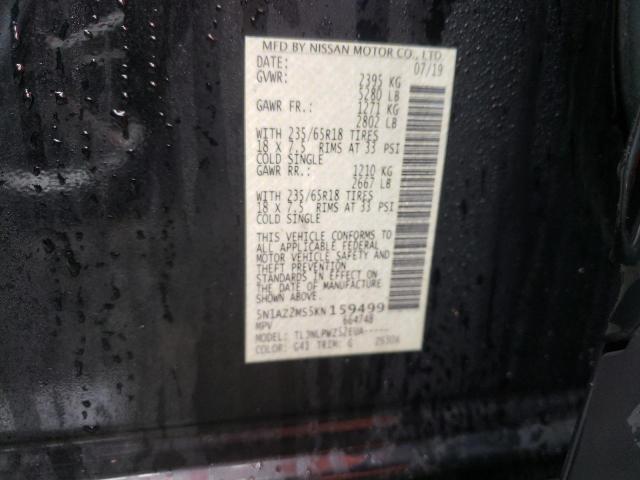 MFD BY NISSAN MOTOR CO., LTD.
DATE: 07/19
GVWR: 2395 KG
5280 LB
GAWR FR.: 1271 KG
2802 LB
WITH 235/65R18 TIRES
18 X 7.5 RIMS AT 33 PSI
COLD SINGLE
GAWR RR.: 1210 KG
2667 LB
WITH 235/65R18 TIRES
18 X 7.5 RIMS AT 33 PSI
COLD SINGLE
THIS VEHICLE CONFORMS TO
ALL APPLICABLE FEDERAL
MOTOR VEHICLE SAFETY AND
THEFT PREVENTION
STANDARDS IN EFFECT ON
THE DATE OF MANUFACTURE
SHOWN ABOVE.
5N1AZ2MS5KN159499
MPV 664748
MODEL: TL3NLPWZ52EUA-----
COLOR: G41 TRIM: G 2630A